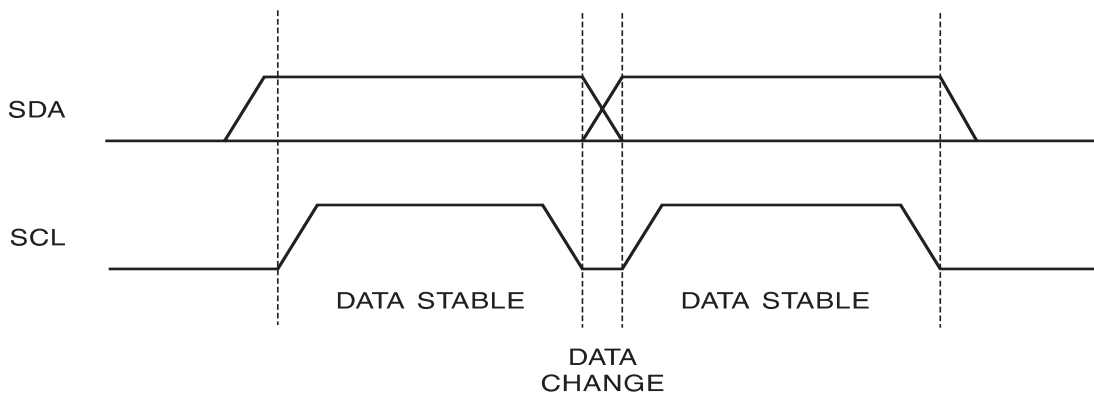 SDA
SCL
DATA STABLE
DATA STABLE
DATA
CHANGE